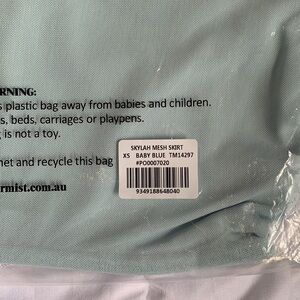 RNING:
s plastic bag away from babies and children.
s, beds, carriages or playpens.
g is not a toy.
SKYLAH MESH SKIRT
XS BABY BLUE TM14297
#PO0007020
9349188648040
net and recycle this bag
rmist.com.au